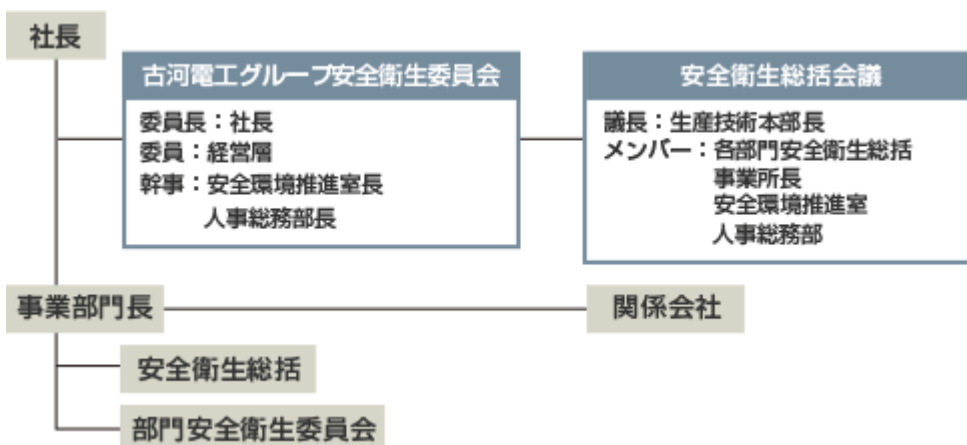 社長
古河電工グループ安全衛生委員会
委員長：社長
委員：経営層
幹事：安全環境推進室長
人事総務部長
安全衛生総括会議
議長：生産技術本部長
メンバー：各部門安全衛生総括
事業所長
安全環境推進室
人事総務部
事業部門長
関係会社
安全衛生総括
部門安全衛生委員会